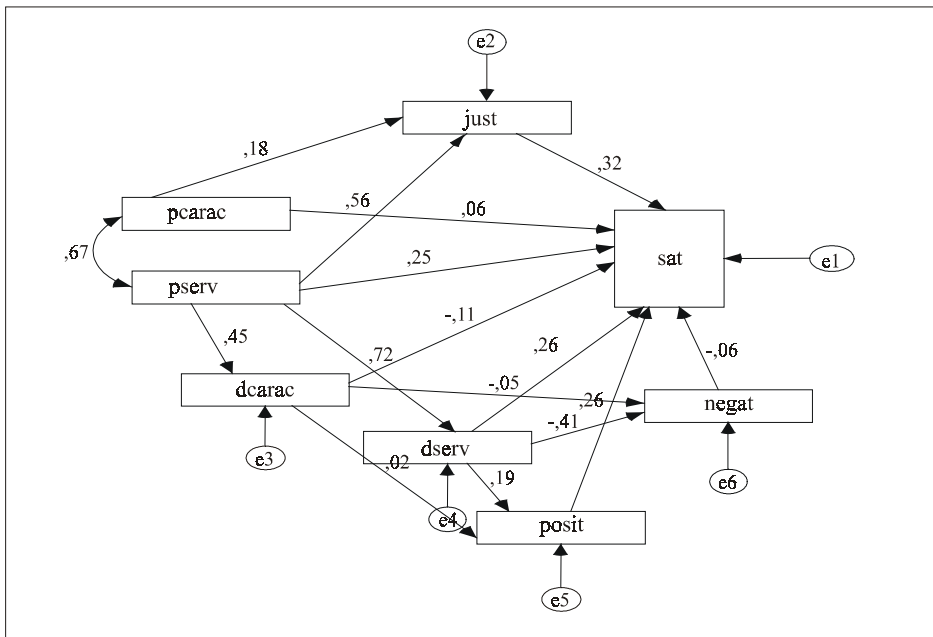 e2
just
,18
,32
pcarac
,56
,06
,67
sat
,25
e1
pserv
-,11
,45
,72
,26
-,06
dcarac
-,05
,26
negat
-,41
dserv
e3
,02
,19
e6
e4
posit
e5